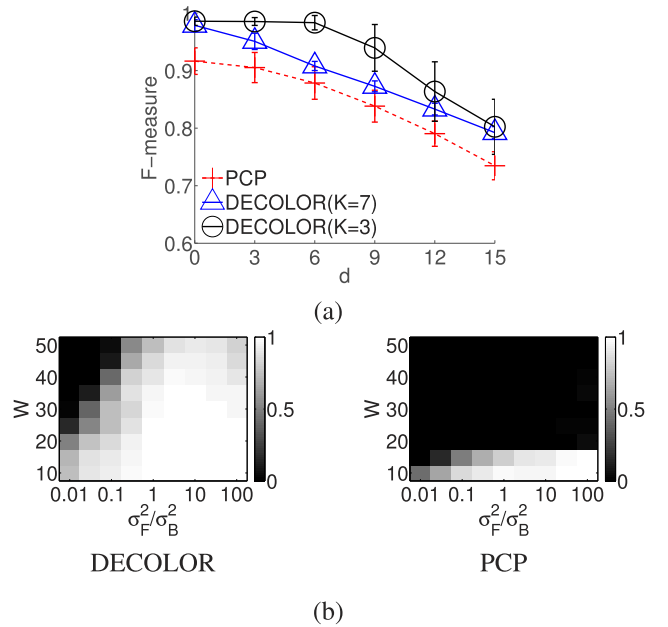 1
0.9
0.8
0.7
0.6
F-measure
PCP
DECOLOR(K=7)
DECOLOR(K=3)
0 3 6 9 12 15
d
(a)
50
40
30
20
10
W
0.01 0.1 1 10 100
σ_F^2/σ_B^2
1
0.5
0
DECOLOR
50
40
30
20
10
W
0.01 0.1 1 10 100
σ_F^2/σ_B^2
1
0.5
0
PCP
(b)